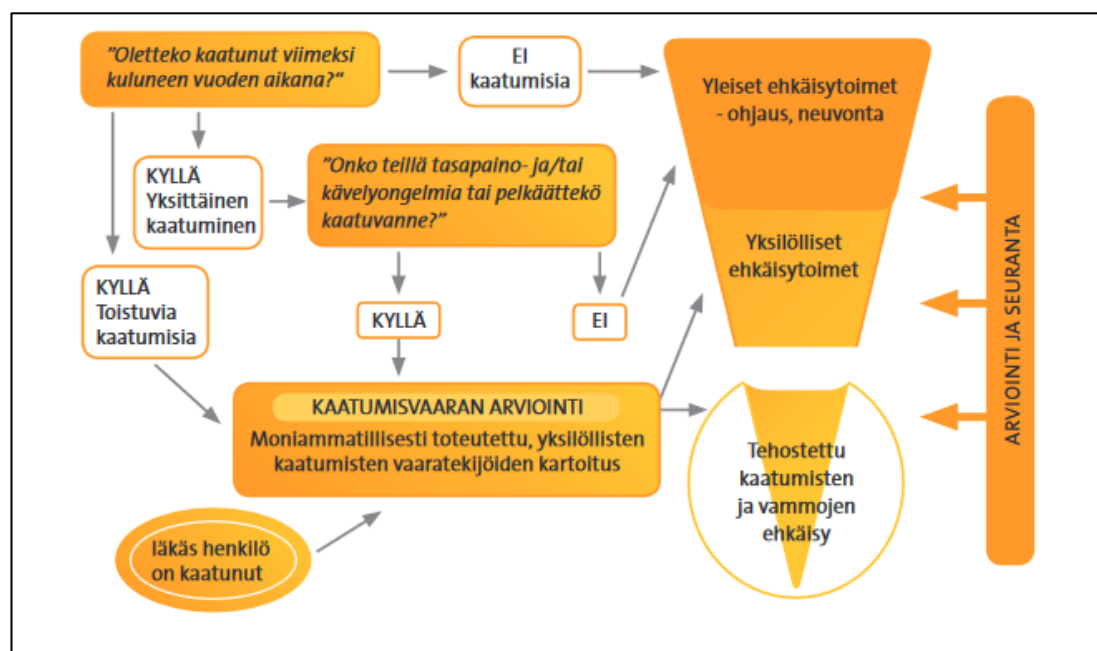 "Oletteko kaatunut viimeksi
kuluneen vuoden aikana?"
EI
kaatumisia
Yleiset ehkäisytoimet
- ohjaus, neuvonta
KYLLÄ
Yksittäinen
kaatuminen
"Onko teillä tasapaino- ja/tai
kävelyongelmia tai pelkäättekö
kaatuvanne?"
Yksilölliset
ehkäisytoimet
KYLLÄ
Toistuvia
kaatumisia
KYLLÄ
EI
KAATUMISVAARAN ARVIOINTI
Moniammatillisesti toteutettu, yksilöllisten
kaatumisten vaaratekijöiden kartoitus
Tehostettu
kaatumisten
ja vammojen
ehkäisy
Iäkäs henkilö
on kaatunut
ARVIOINTI JA SEURANTA